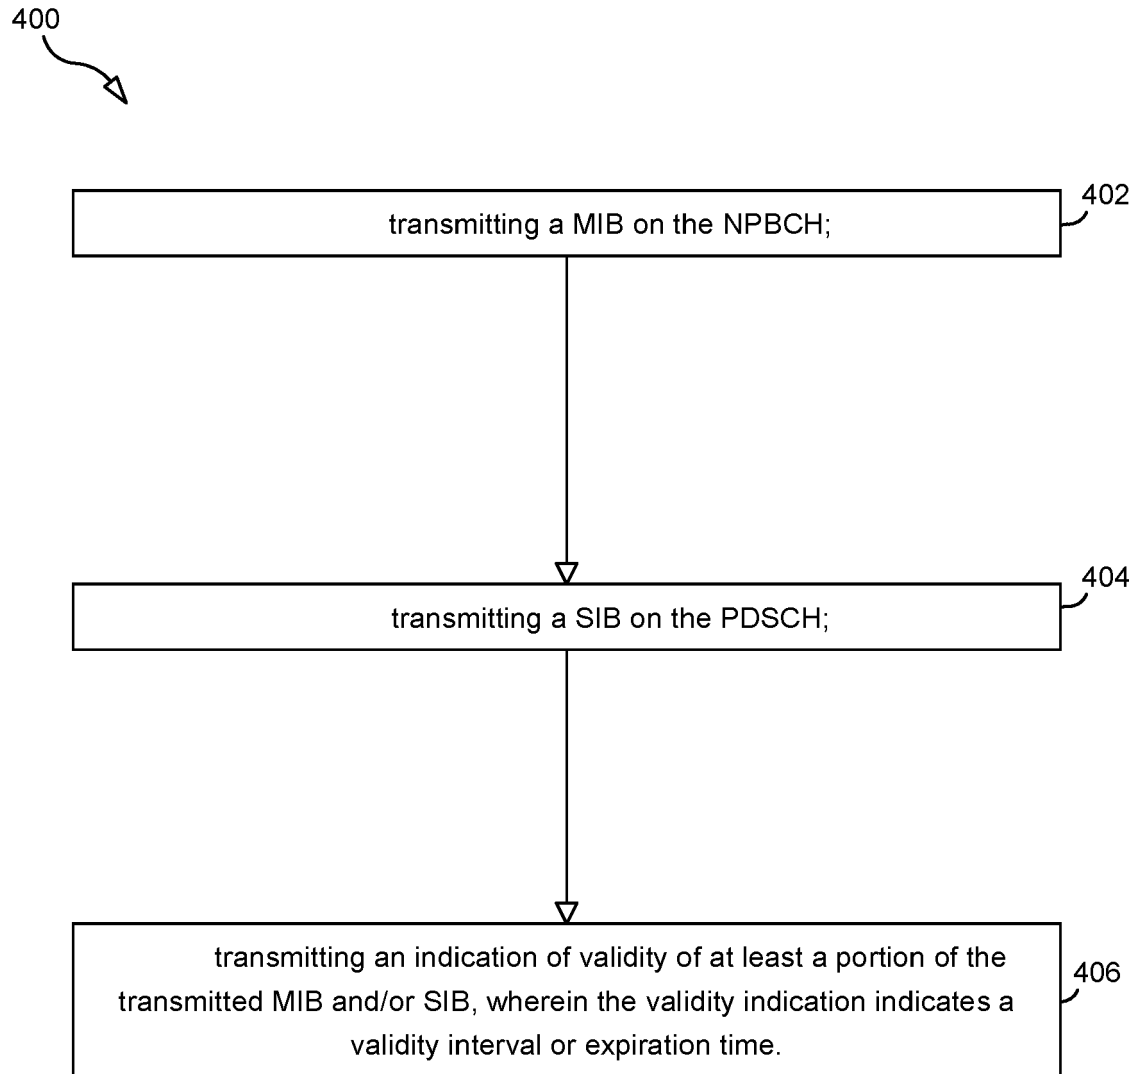 400
402
transmitting a MIB on the NPBCH;
404
transmitting a SIB on the PDSCH;
transmitting an indication of validity of at least a portion of the
406
transmitted MIB and/or SIB, wherein the validity indication indicates a
validity interval or expiration time.